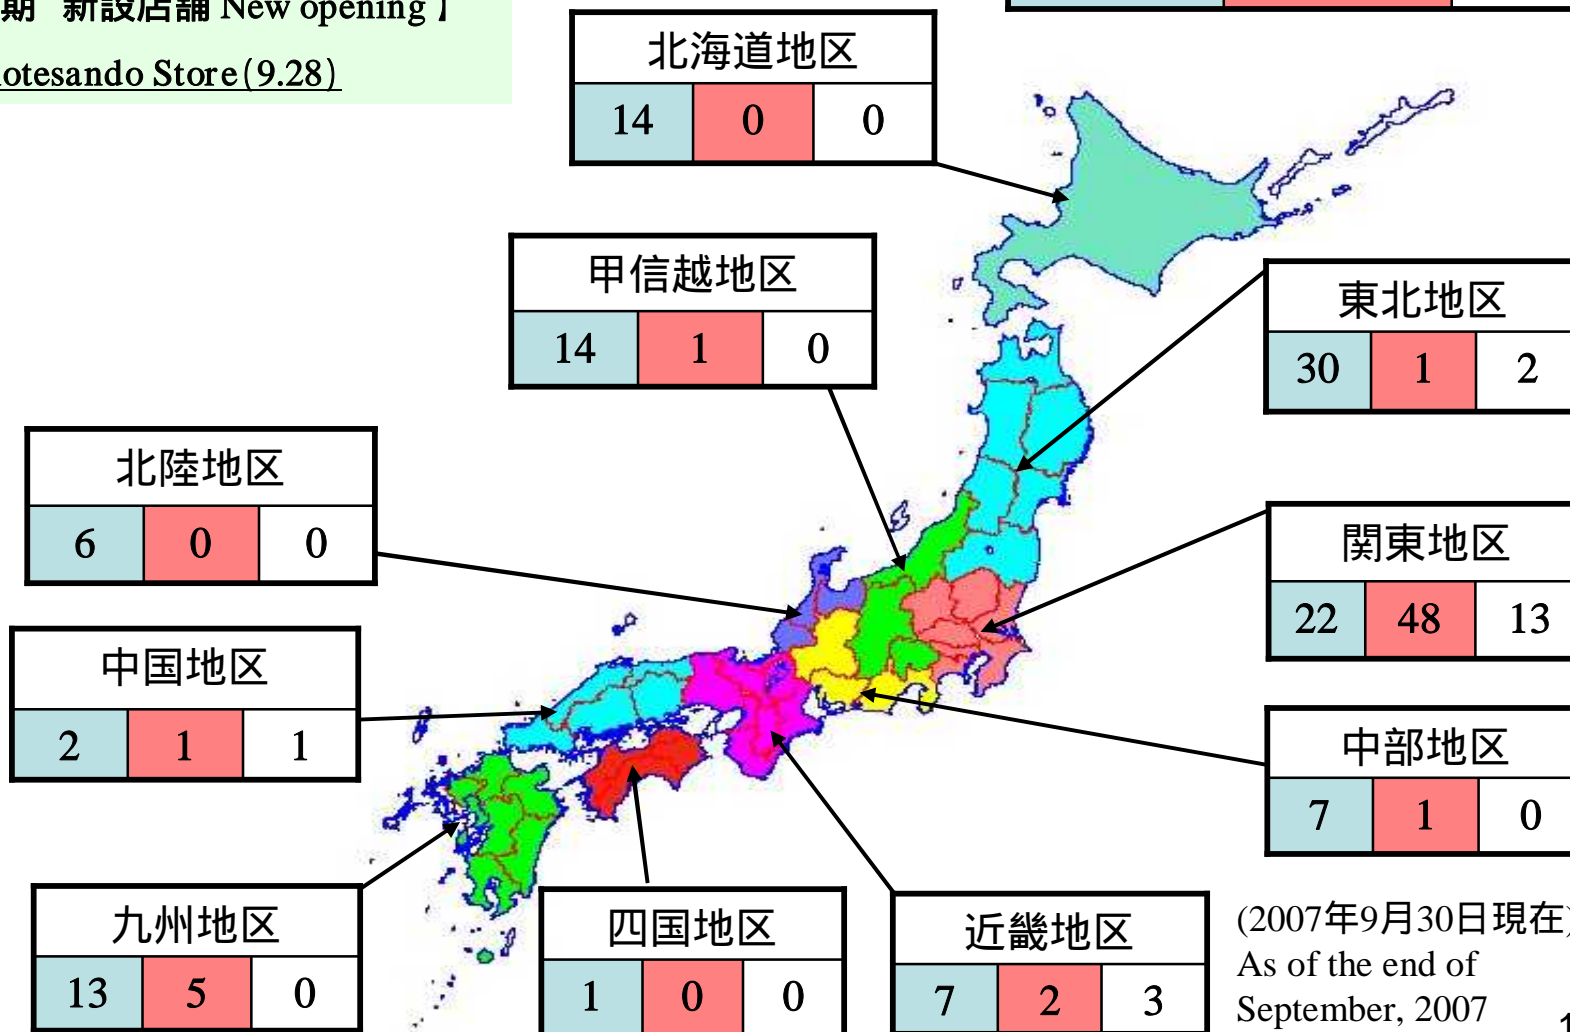 期 新設店舗 New opening】
otesando Store(9.28)
北海道地区
14 0 0
甲信越地区
14 1 0
東北地区
30 1 2
北陸地区
6 0 0
関東地区
22 48 13
中国地区
2 1 1
中部地区
7 1 0
九州地区
13 5 0
四国地区
1 0 0
近畿地区
7 2 3
(2007年9月30日現在)
As of the end of
September, 2007
1